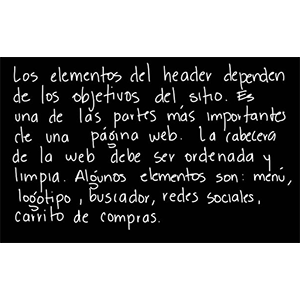 Los elementos del header dependen
de los objetivos del sitio. Es
una de las partes más importantes
de una página web. La cabecera
de la web debe ser ordenada y
limpia. Algunos elementos son: menú,
logotipo, buscador, redes sociales,
carrito de compras.